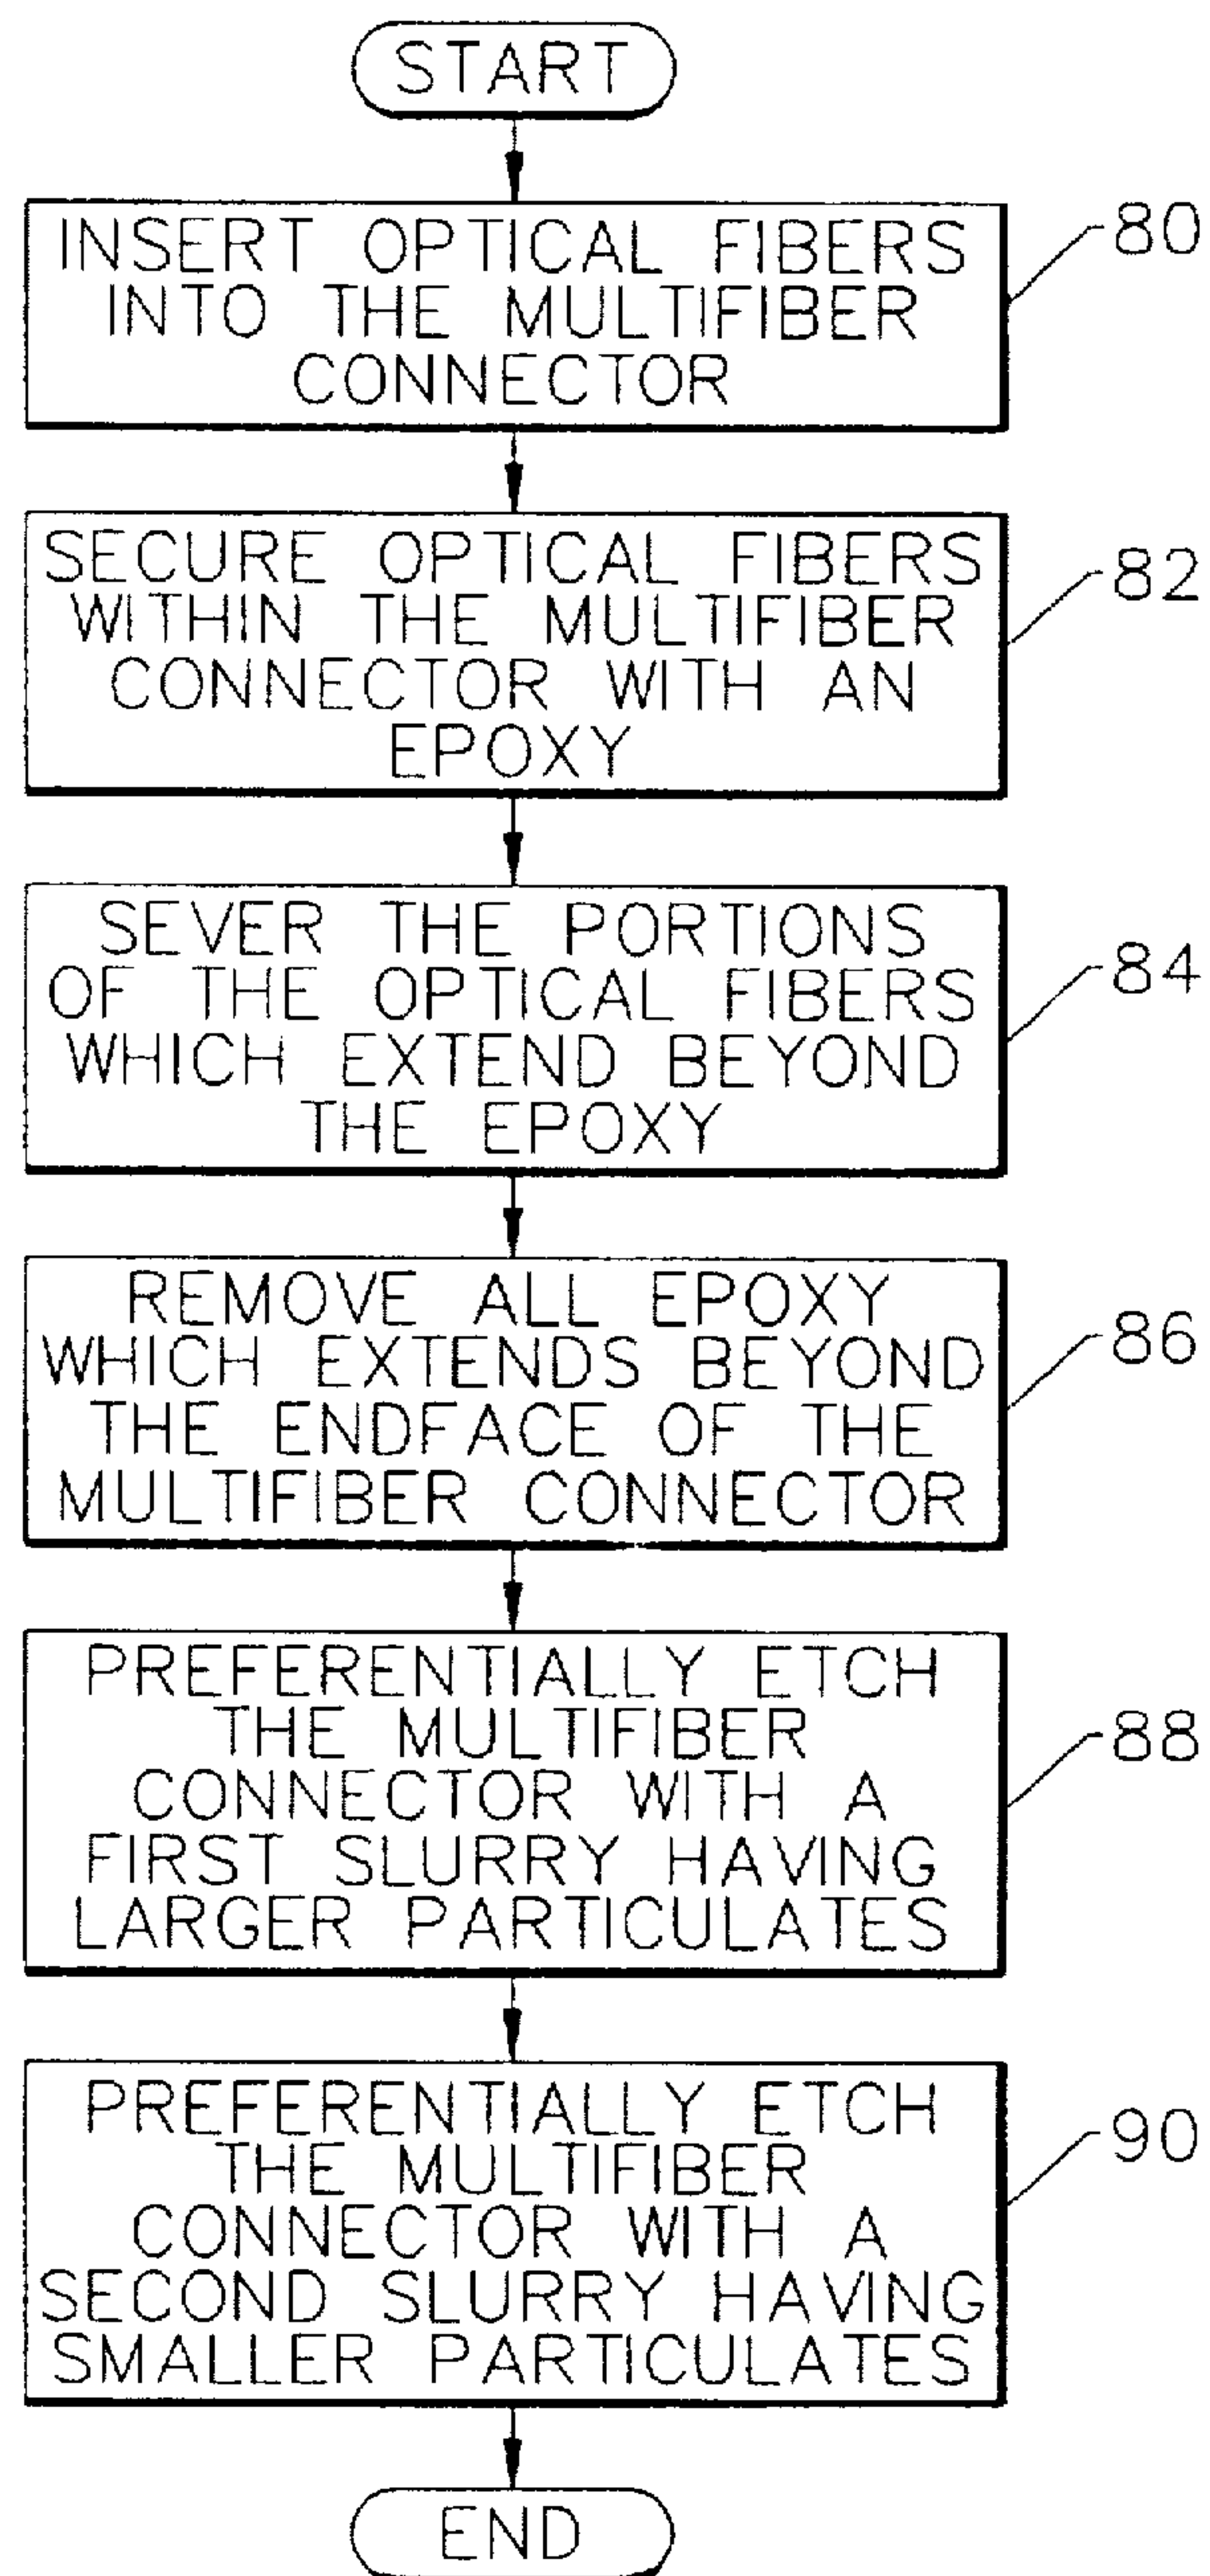 START
INSERT OPTICAL FIBERS
INTO THE MULTIFIBER
CONNECTOR
80
SECURE OPTICAL FIBERS
WITHIN THE MULTIFIBER
CONNECTOR WITH AN
EPOXY
82
SEVER THE PORTIONS
OF THE OPTICAL FIBERS
WHICH EXTEND BEYOND
THE EPOXY
84
REMOVE ALL EPOXY
WHICH EXTENDS BEYOND
THE ENDFACE OF THE
MULTIFIBER CONNECTOR
86
PREFERENTIALLY ETCH
THE MULTIFIBER
CONNECTOR WITH A
FIRST SLURRY HAVING
LARGER PARTICULATES
88
PREFERENTIALLY ETCH
THE MULTIFIBER
CONNECTOR WITH A
SECOND SLURRY HAVING
SMALLER PARTICULATES
90
END